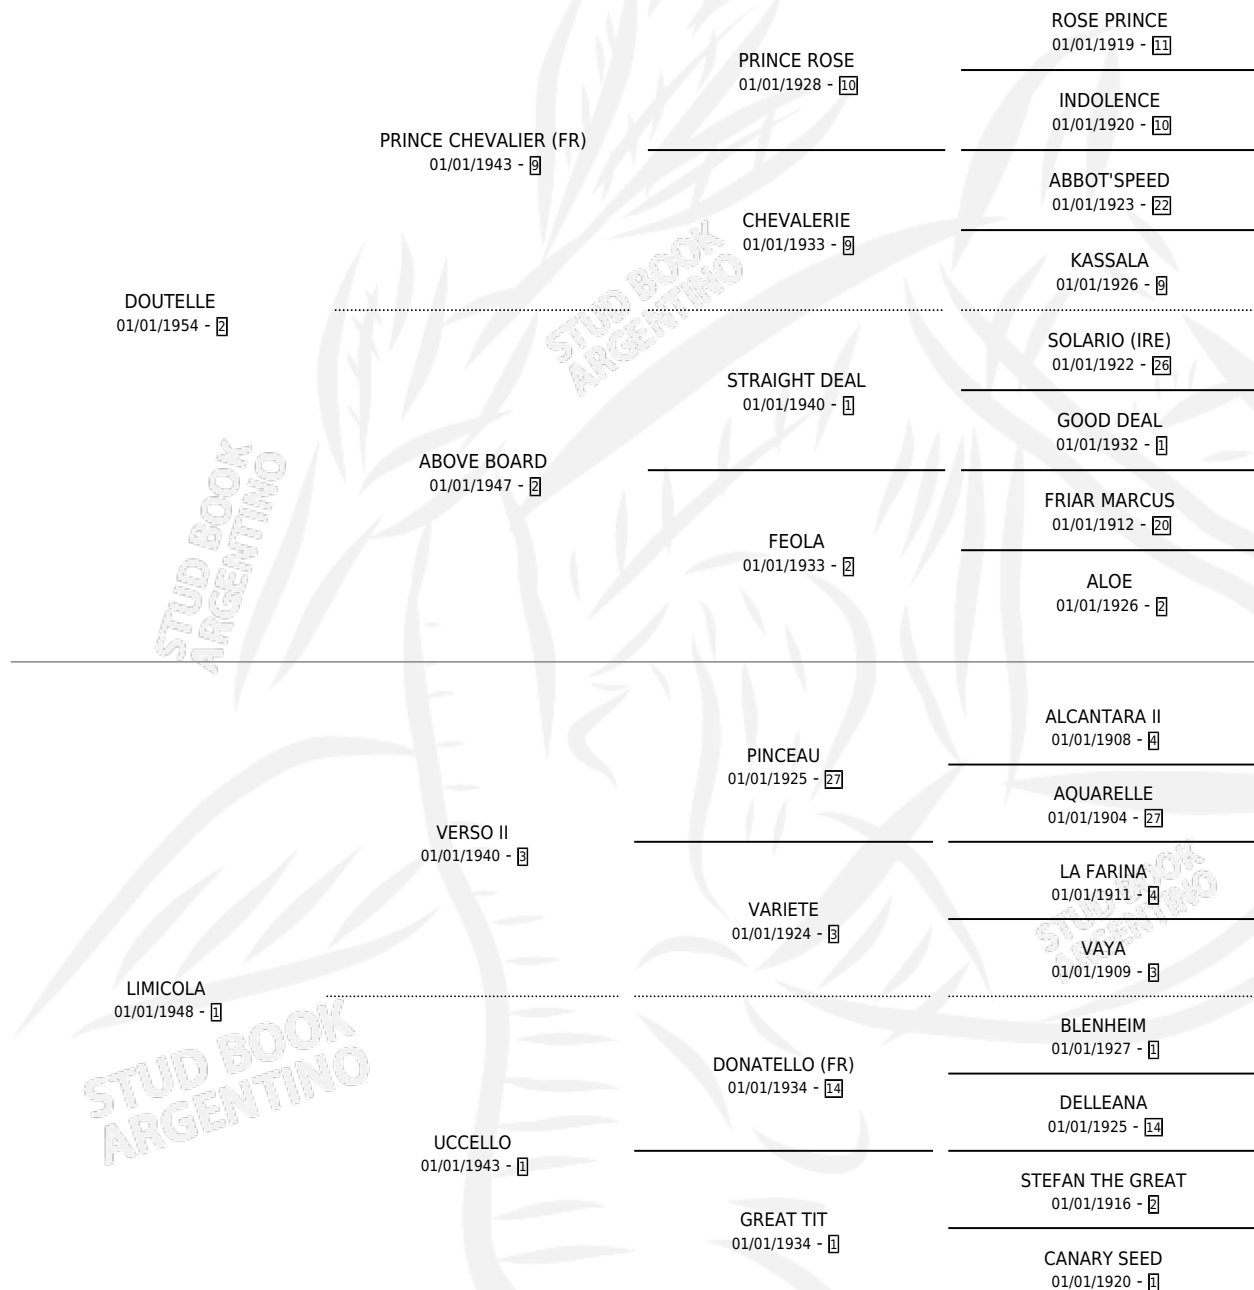 ROSE PRINCE
01/01/1919 - 11
PRINCE ROSE
01/01/1928 - 10
INDOLENCE
01/01/1920 - 10
PRINCE CHEVALIER (FR)
01/01/1943 - 9
ABBOT'SPEED
01/01/1923 - 22
CHEVALERIE
01/01/1933 - 9
KASSALA
01/01/1926 - 9
STUD BOOK
ARGENTINO
DOUTELLE
01/01/1954 - 2
SOLARIO (IRE)
01/01/1922 - 26
STRAIGHT DEAL
01/01/1940 - 1
GOOD DEAL
01/01/1932 - 1
ABOVE BOARD
01/01/1947 - 2
FRIAR MARCUS
01/01/1912 - 20
FEOLA
01/01/1933 - 2
ALOE
01/01/1926 - 2
STUD BOOK
ARGENTINO
ALCANTARA II
01/01/1908 - 4
PINCEAU
01/01/1925 - 27
AQUARELLE
01/01/1904 - 27
VERSO II
01/01/1940 - 3
LA FARINA
01/01/1911 - 4
VARIETE
01/01/1924 - 3
VAYA
01/01/1909 - 3
STUD BOOK
ARGENTINO
LIMICOLA
01/01/1948 - 1
BLENHEIM
01/01/1927 - 1
DONATELLO (FR)
01/01/1934 - 14
DELLEANA
01/01/1925 - 14
STUD BOOK
ARGENTINO
UCCELLO
01/01/1943 - 1
STEFAN THE GREAT
01/01/1916 - 2
GREAT TIT
01/01/1934 - 1
CANARY SEED
01/01/1920 - 1